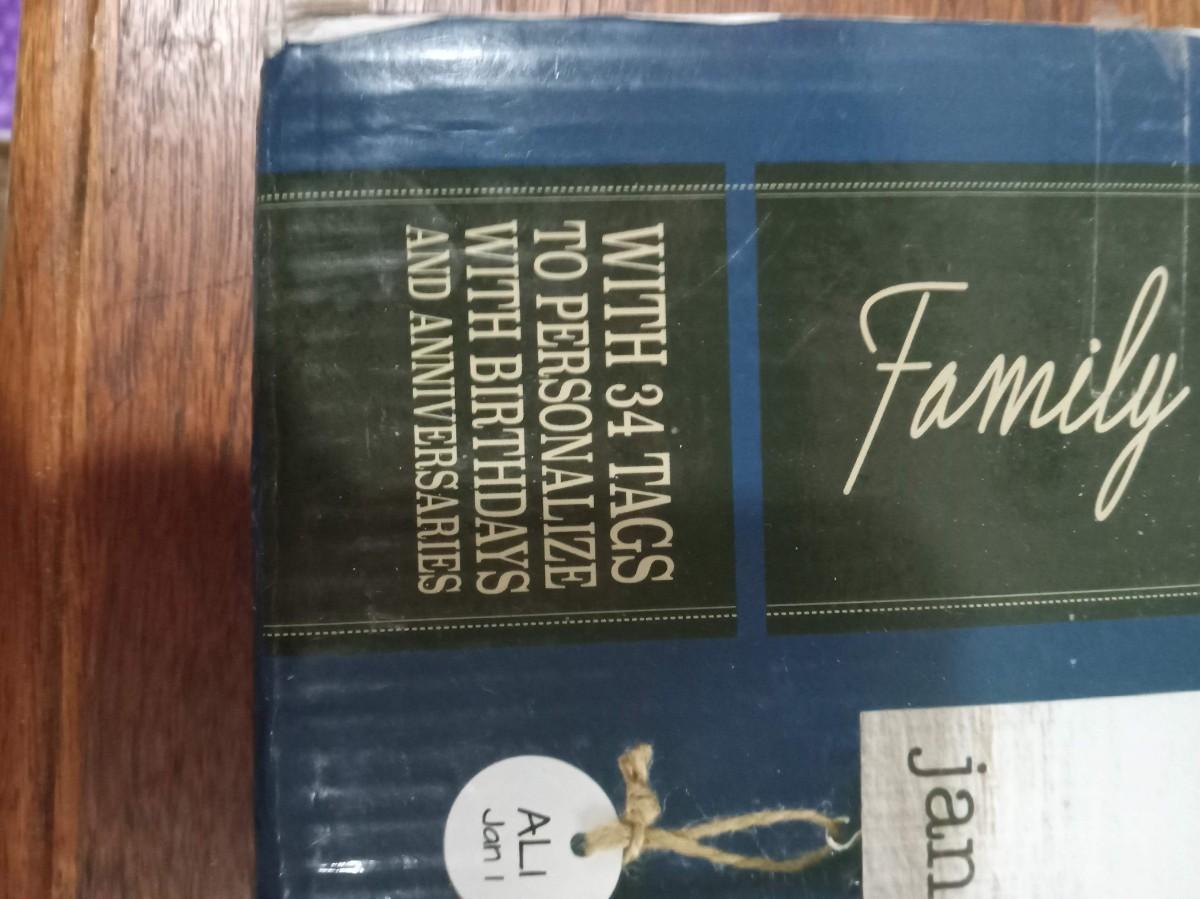 Family
WITH 34 TAGS
TO PERSONALIZE
WITH BIRTHDAYS
AND ANNIVERSARIES
jan
ALI
Jan 1